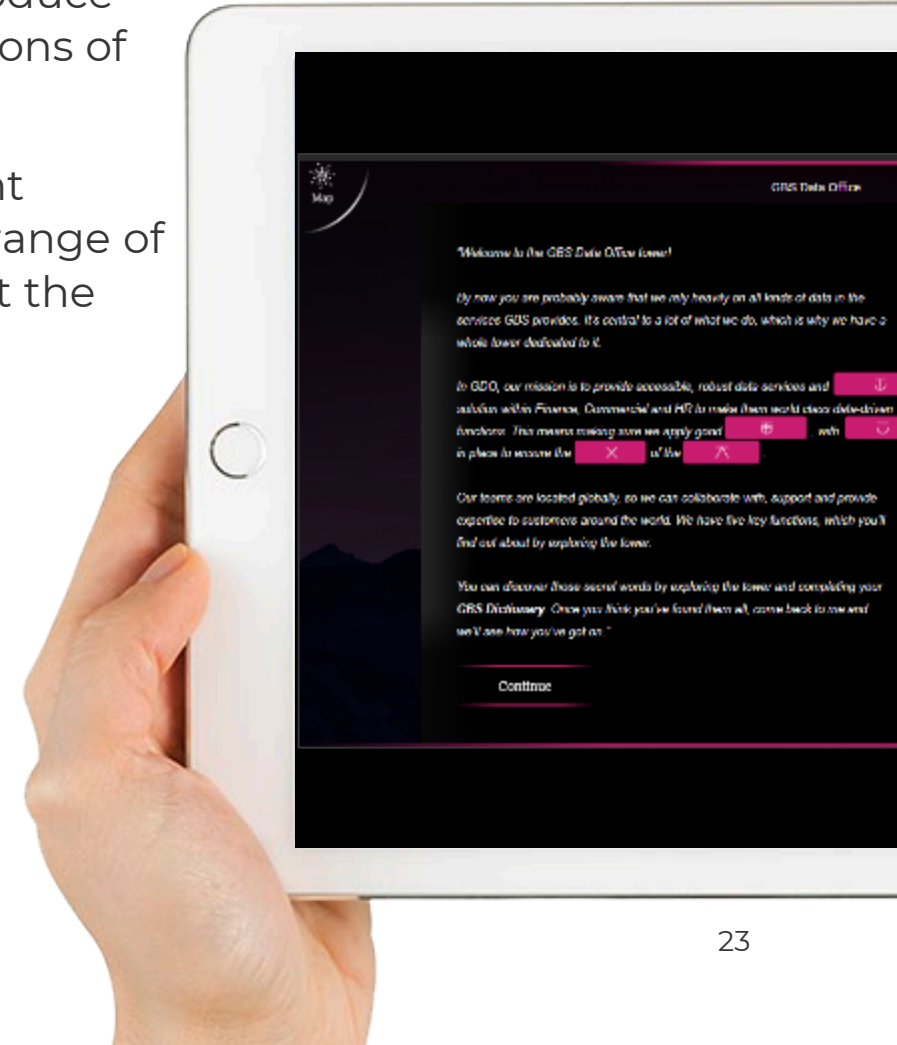 oduce
ons of
nt
range of
t the
Map
GBS Data Office
"Welcome to the GBS Data Office tower!
By now you are probably aware that we rely heavily on all kinds of data in the
services GBS provides. It's central to a lot of what we do, which is why we have a
whole tower dedicated to it.
In GDO, our mission is to provide accessible, robust data services and
solution within Finance, Commercial and HR to make them world class data-driven
functions. This means making sure we apply good , with
in place to ensure the of the .
Our teams are located globally, so we can collaborate with, support and provide
expertise to customers around the world. We have five key functions, which you'll
find out about by exploring the tower.
You can discover those secret words by exploring the tower and completing your
GBS Dictionary. Once you think you've found them all, come back to me and
we'll see how you've got on."
Continue
23